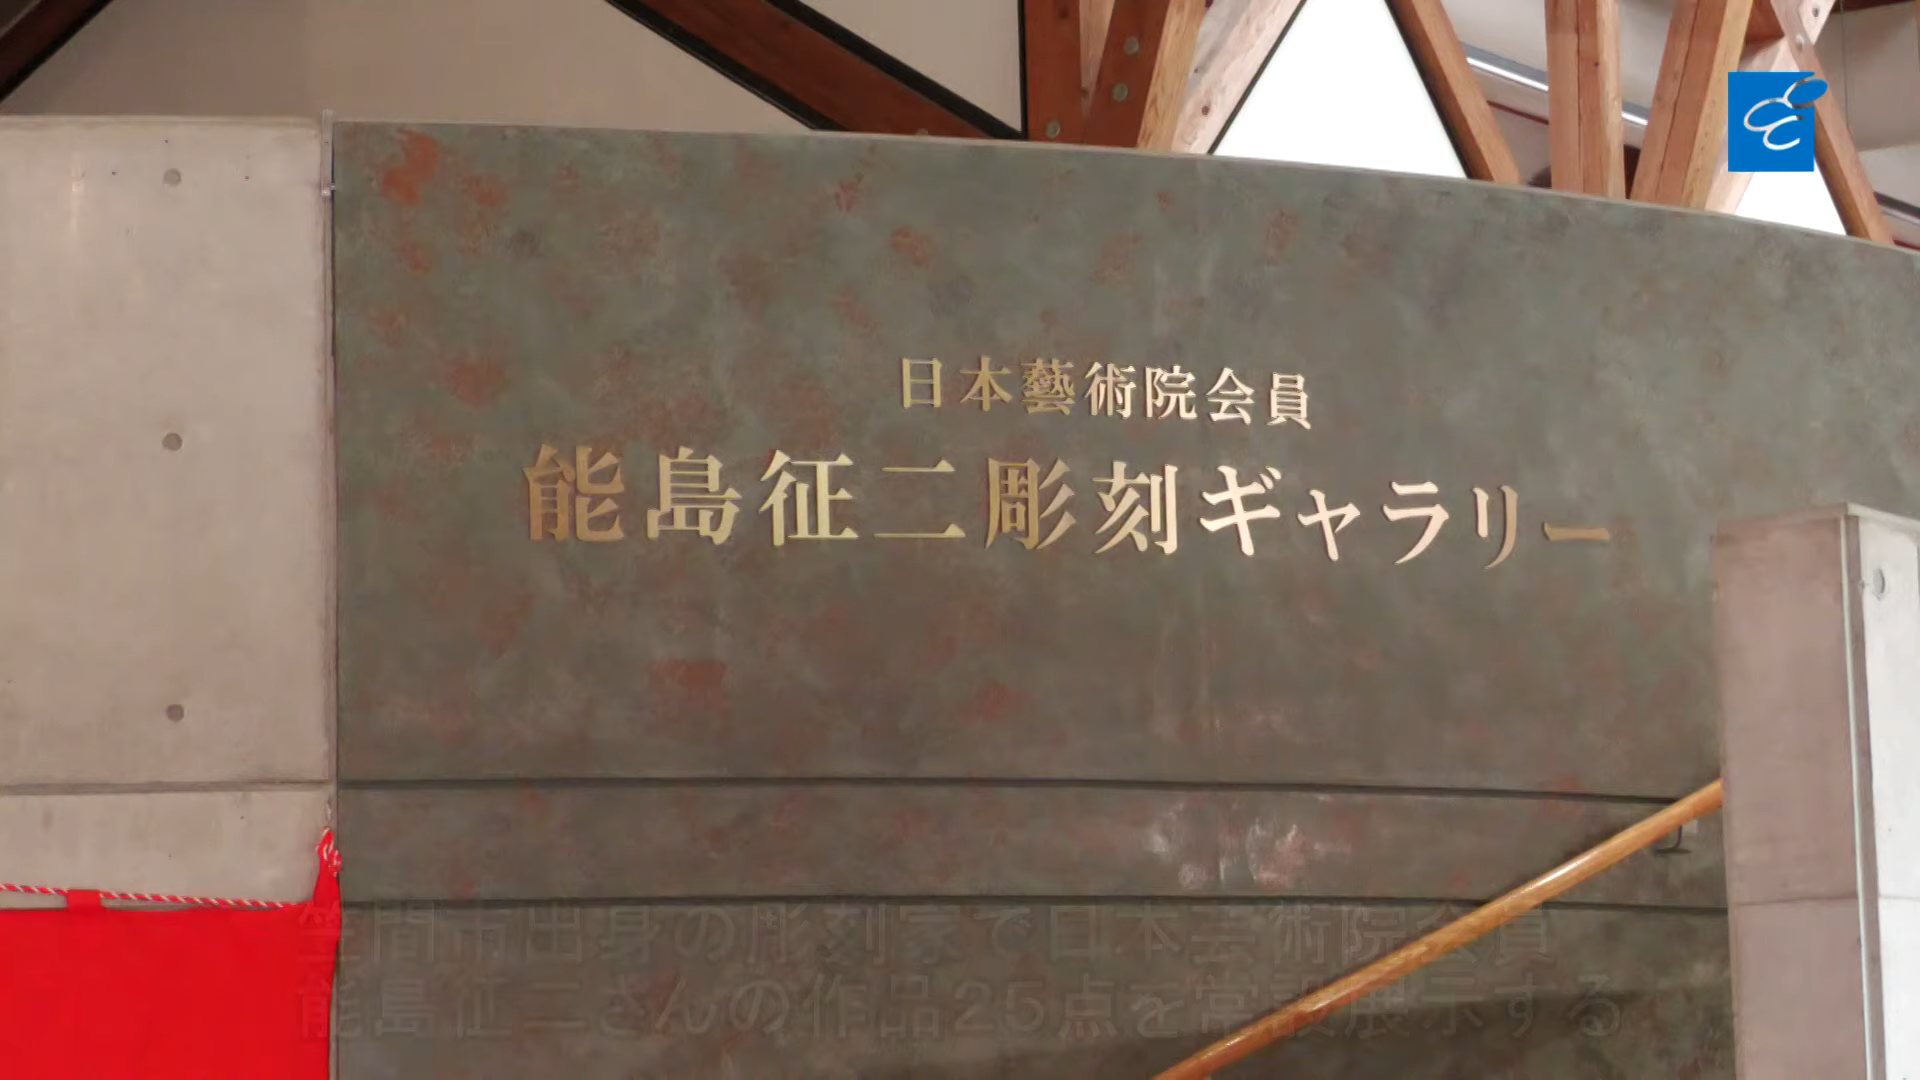 日本藝術院会員
能島征二彫刻ギャラリー
笠間市出身の彫刻家で日本芸術院会員
能島征二さんの作品25点を常設展示する